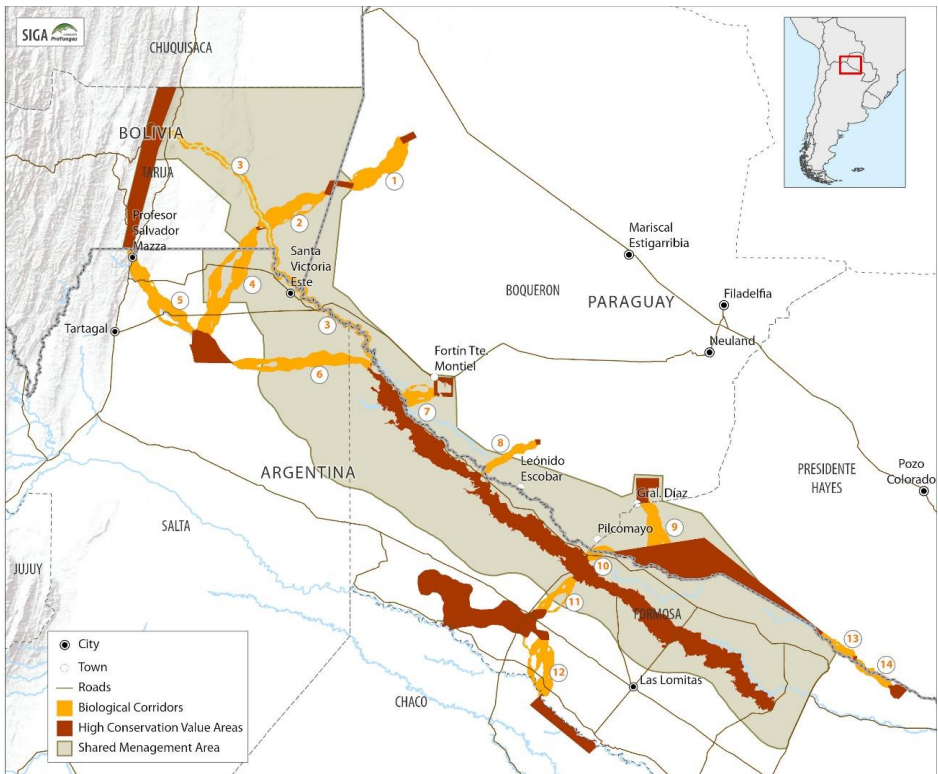 SIGA
ProYungas
CHUQUISACA
BOLIVIA
TARIJA
Profesor
Salvador
Mazza
3
1
2
Santa
Victoria
Este
4
5
Tartagal
3
6
Mariscal
Estigarribia
BOQUERON
PARAGUAY
Filadelfia
Neuland
Fortín Tte.
Montiel
7
8
Leónido
Escobar
ARGENTINA
SALTA
JUJUY
PRESIDENTE
HAYES
Pozo
Colorado
Gral. Díaz
Pilcomayo
9
10
11
FORMOSA
12
13
14
Las Lomitas
CHACO
City
Town
Roads
Biological Corridors
High Conservation Value Areas
Shared Menagement Area